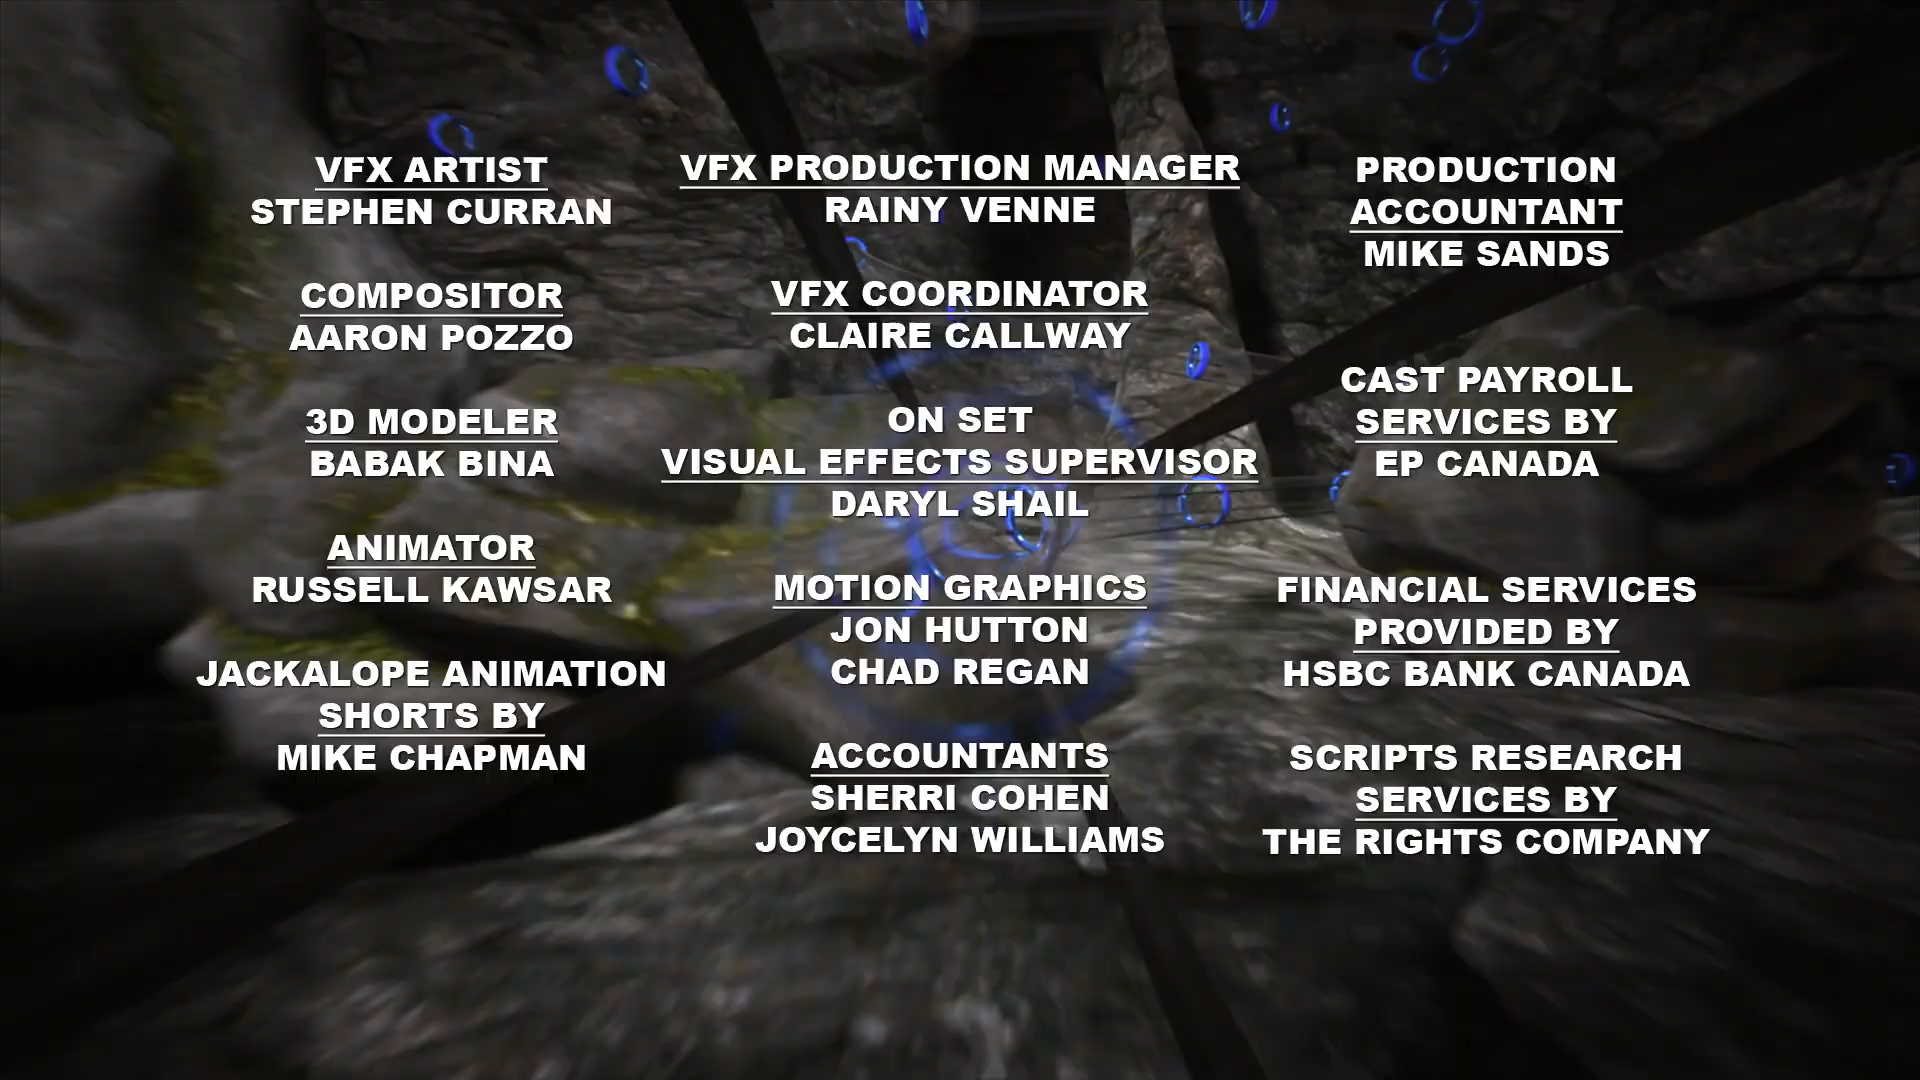 VFX ARTIST
STEPHEN CURRAN
COMPOSITOR
AARON POZZO
3D MODELER
BABAK BINA
ANIMATOR
RUSSELL KAWSAR
JACKALOPE ANIMATION
SHORTS BY
MIKE CHAPMAN
VFX PRODUCTION MANAGER
RAINY VENNE
VFX COORDINATOR
CLAIRE CALLWAY
ON SET
VISUAL EFFECTS SUPERVISOR
DARYL SHAIL
MOTION GRAPHICS
JON HUTTON
CHAD REGAN
ACCOUNTANTS
SHERRI COHEN
JOYCELYN WILLIAMS
PRODUCTION
ACCOUNTANT
MIKE SANDS
CAST PAYROLL
SERVICES BY
EP CANADA
FINANCIAL SERVICES
PROVIDED BY
HSBC BANK CANADA
SCRIPTS RESEARCH
SERVICES BY
THE RIGHTS COMPANY